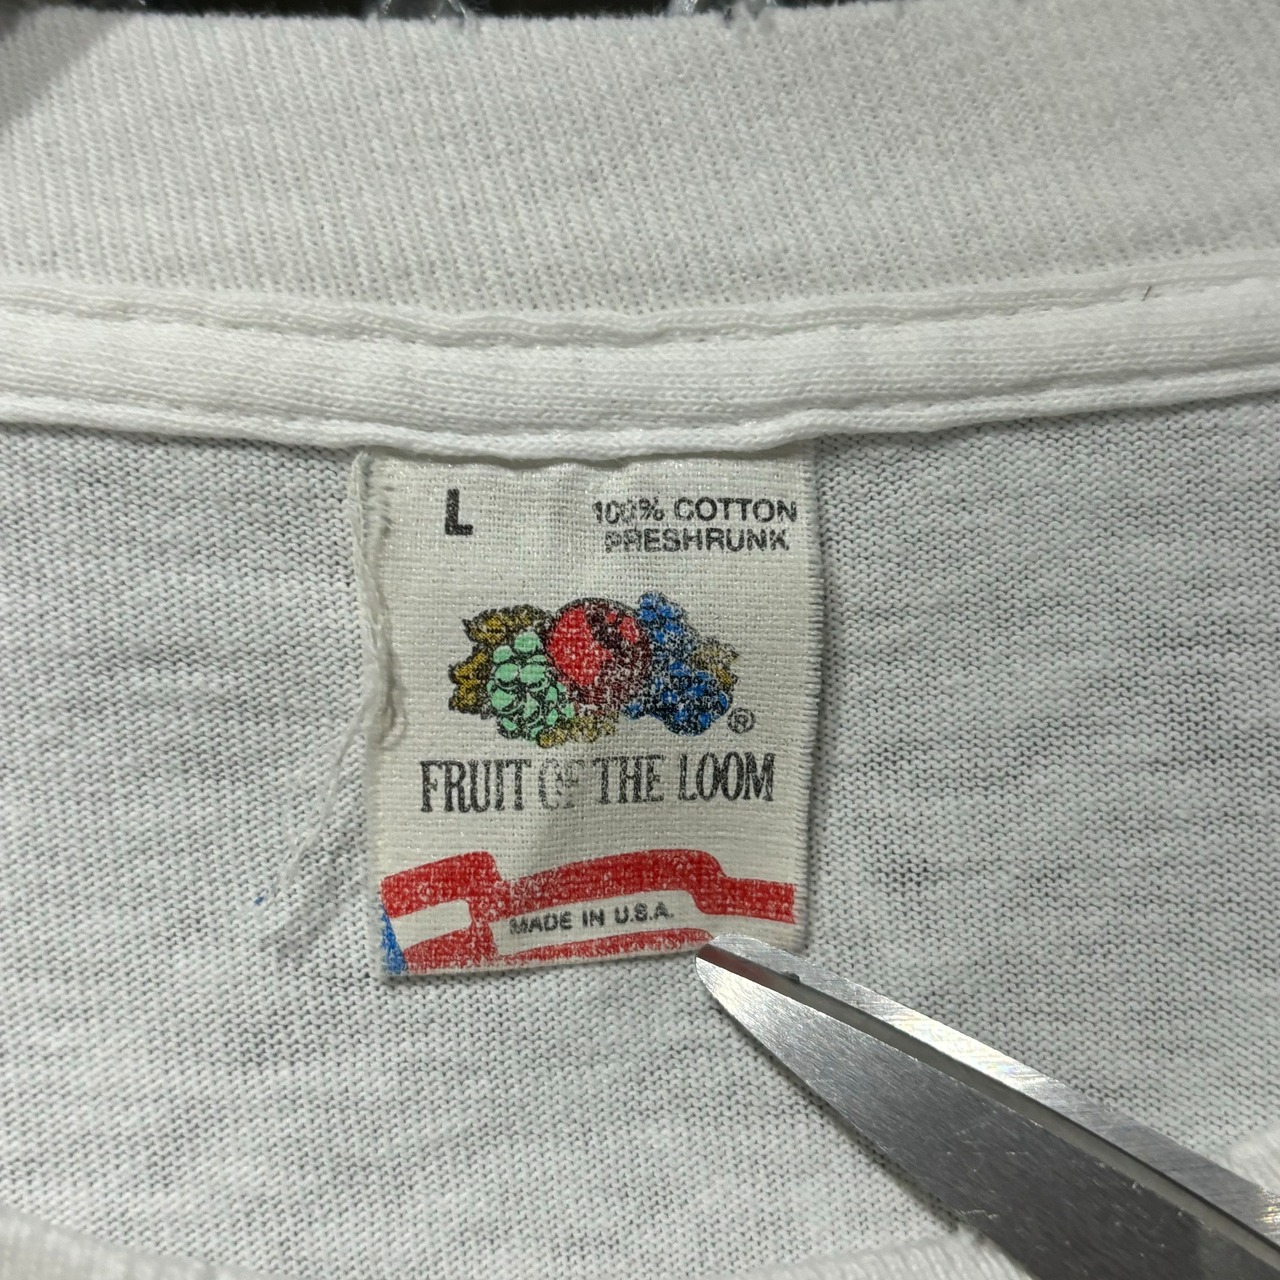 L
100% COTTON
PRESHRUNK
®
FRUIT OF THE LOOM
MADE IN U.S.A.